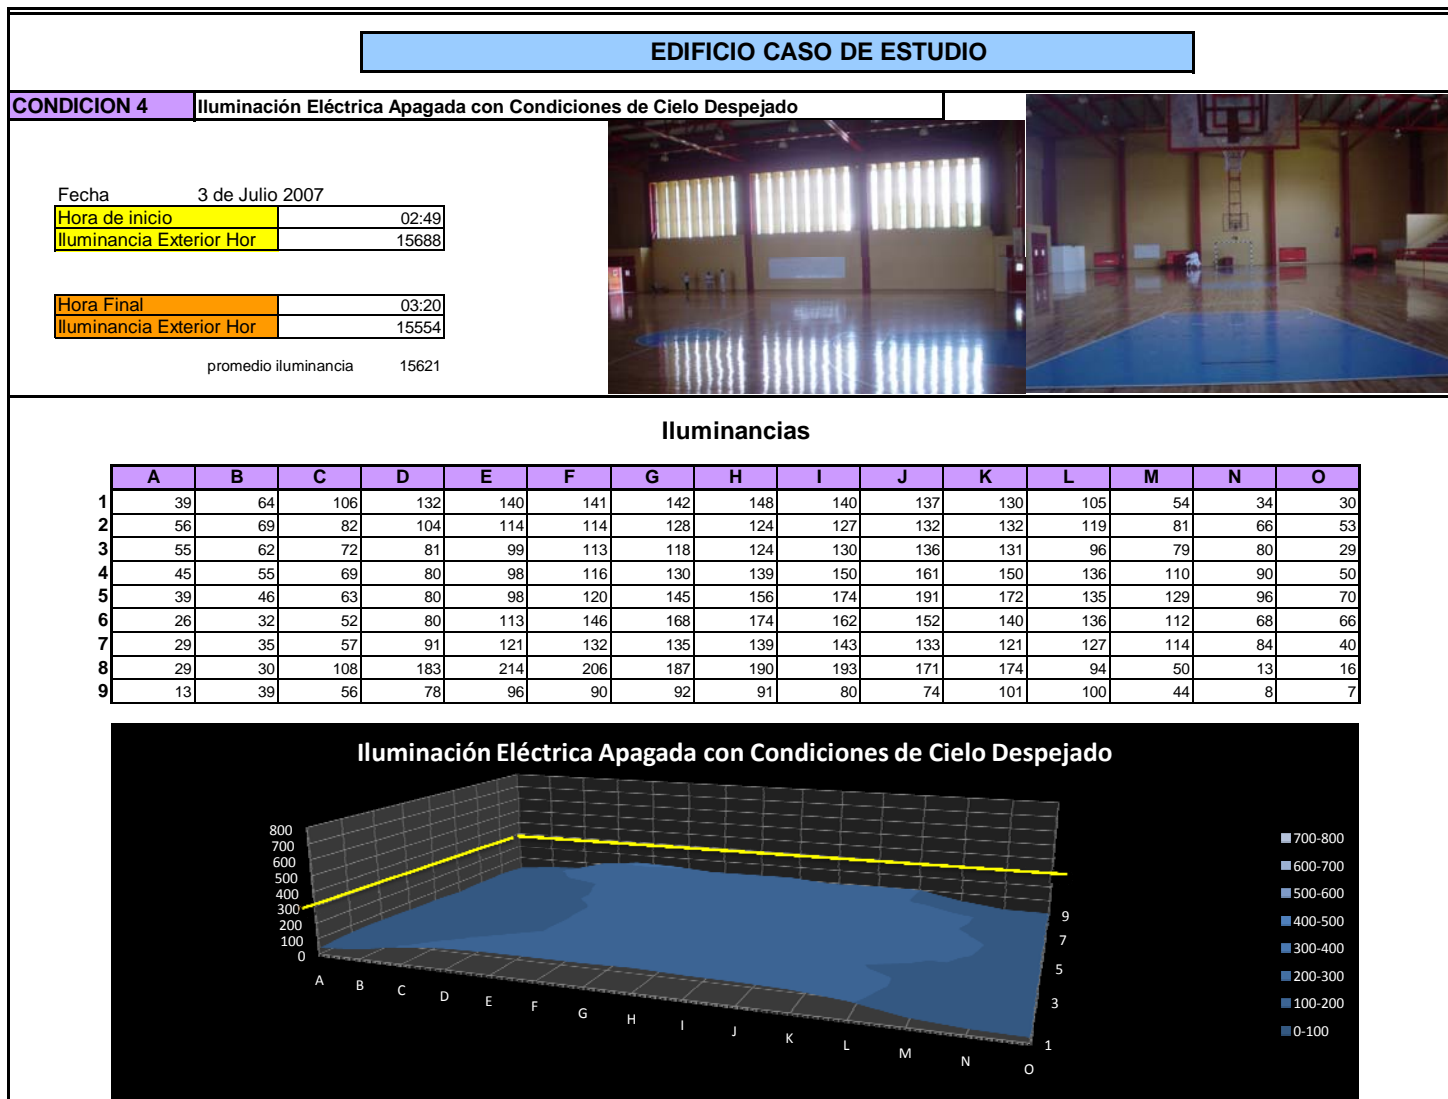 EDIFICIO CASO DE ESTUDIO
CONDICION 4 Iluminación Eléctrica Apagada con Condiciones de Cielo Despejado
Fecha 3 de Julio 2007
Hora de inicio 02:49
Iluminancia Exterior Hor 15688
Hora Final 03:20
Iluminancia Exterior Hor 15554
promedio iluminancia 15621
Iluminancias
A B C D E F G H I J K L M N O
1 39 64 106 132 140 141 142 148 140 137 130 105 54 34 30
2 56 69 82 104 114 114 128 124 127 132 132 119 81 66 53
3 55 62 72 81 99 113 118 124 130 136 131 96 79 80 29
4 45 55 69 80 98 116 130 139 150 161 150 136 110 90 50
5 39 46 63 80 98 120 145 156 174 191 172 135 129 96 70
6 26 32 52 80 113 146 168 174 162 152 140 136 112 68 66
7 29 35 57 91 121 132 135 139 143 133 121 127 114 84 40
8 29 30 108 183 214 206 187 190 193 171 174 94 50 13 16
9 13 39 56 78 96 90 92 91 80 74 101 100 44 8 7
Iluminación Eléctrica Apagada con Condiciones de Cielo Despejado
800
700
600
500
400
300
200
100
0
A B C D E F G H I J K L M N O
9
7
5
3
1
700-800
600-700
500-600
400-500
300-400
200-300
100-200
0-100